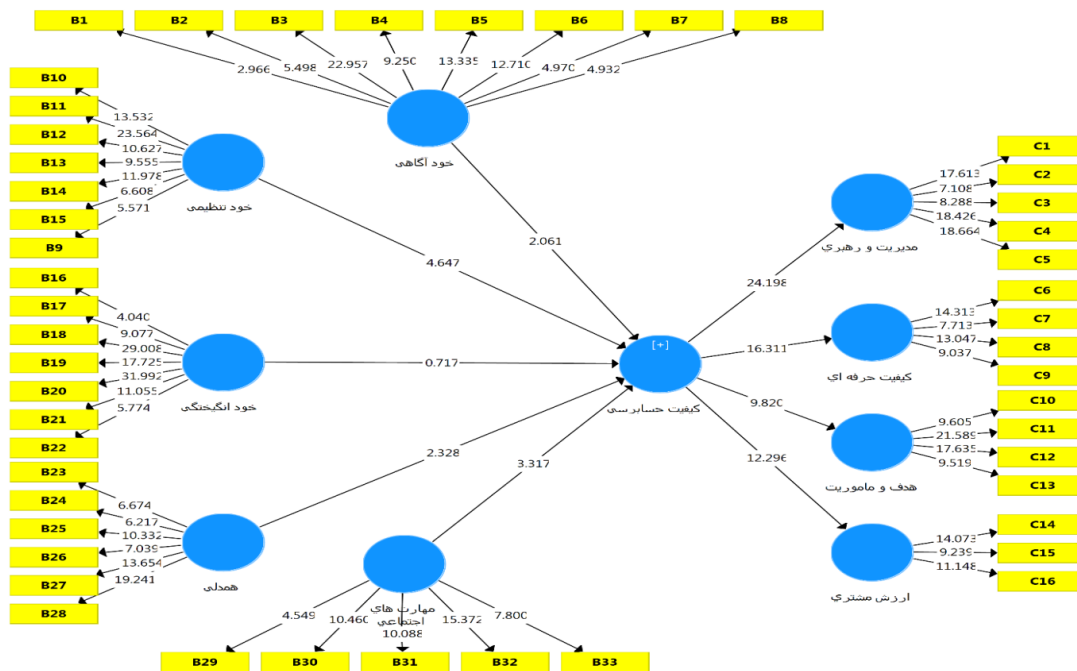 B1 B2 B3 B4 B5 B6 B7 B8
2.966 5.498 22.957 9.250 13.335 12.710 4.970 4.932
خود آگاهی
2.061
B10
B11
B12
B13
B14
B15
B9
13.532
23.564
10.627
9.555
11.978
6.608
5.571
خود تنظیمی
4.647
B16
B17
B18
B19
B20
B21
B22
4.040
9.077
29.008
17.725
31.992
11.055
5.774
خود انگیختگی
0.717
B23
B24
B25
B26
B27
B28
6.674
6.217
10.332
7.039
13.654
19.241
همدلی
2.328
مهارت هاي
اجتماعي
3.317
4.549 10.460 10.088 15.372 7.800
B29 B30 B31 B32 B33
[+]
کیفیت حسابرسی
24.198
16.311
9.820
12.296
مدیریت و رهبري
17.613
7.108
8.288
18.426
18.664
C1
C2
C3
C4
C5
کیفیت حرفه اي
14.313
7.713
13.047
9.037
C6
C7
C8
C9
هدف و ماموریت
9.605
21.589
17.635
9.519
C10
C11
C12
C13
ارزش مشتري
14.073
9.239
11.148
C14
C15
C16